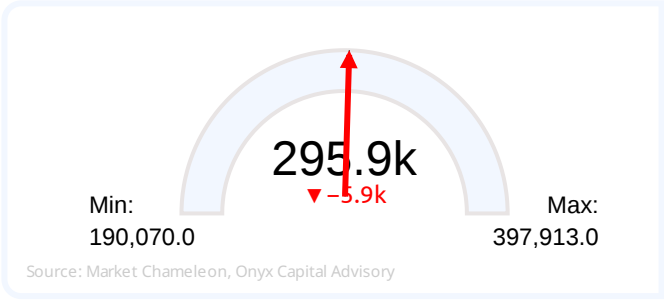 295.9k
▼−5.9k
Min:
190,070.0
Max:
397,913.0
Source: Market Chameleon, Onyx Capital Advisory